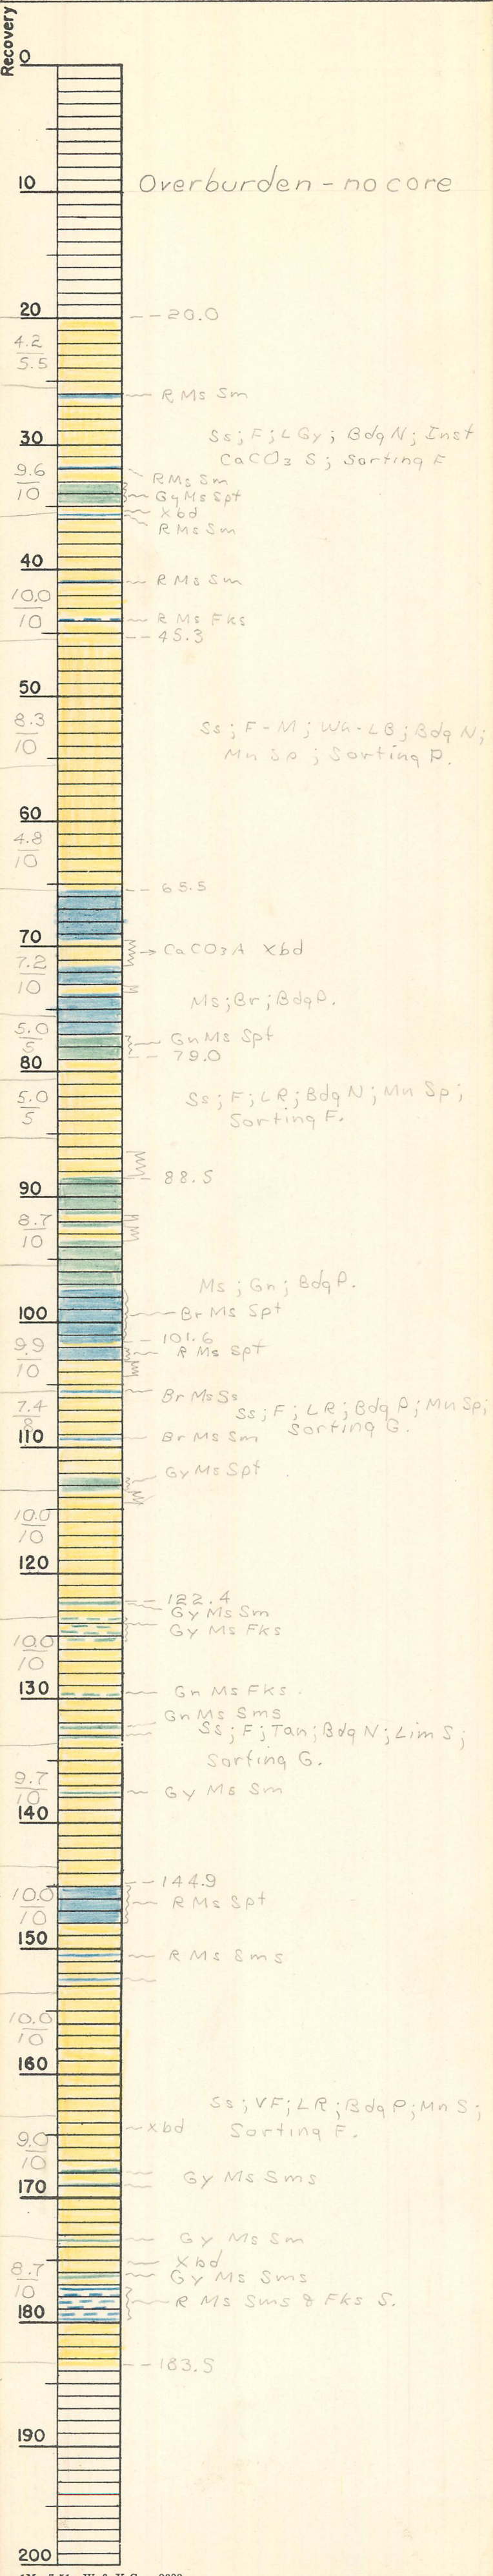 Recovery
0
10 Overburden - no core
20 -- 20.0
4.2
5.5
R Ms Sm
30 Ss; F; LGy; Bdg N; Inst
CaCO3 S; Sorting F
9.6
10
R Ms Sm
Gy Ms Spt
Xbd
R Ms Sm
40 R Ms Sm
10.0
10
R Ms Fks
-- 45.3
50
8.3
10
Ss; F-M; Wh-LB; Bdg N;
Mn Sp; Sorting P.
60
4.8
10
-- 65.5
70 CaCO3 A Xbd
7.2
10
Ms; Br; Bdg P.
5.0
5
Gn Ms Spt
-- 79.0
80
5.0
5
Ss; F; LR; Bdg N; Mn Sp;
Sorting F.
-- 88.5
90
8.7
10
Ms; Gn; Bdg P.
100 Br Ms Spt
-- 101.6
9.9
10
R Ms Spt
Br Ms Ss
7.4
8
Ss; F; LR; Bdg P; Mn Sp;
Sorting G.
110 Br Ms Sm
Gy Ms Spt
10.0
10
120
-- 122.4
Gy Ms Sm
Gy Ms Fks
10.0
10
130 Gn Ms Fks
Gn Ms Sms
Ss; F; Tan; Bdg N; Lim S;
Sorting G.
9.7
10
Gy Ms Sm
140
-- 144.9
10.0
10
R Ms Spt
150 R Ms Sms
10.0
10
160
Ss; VF; LR; Bdg P; Mn S;
Sorting F.
Xbd
9.0
10
Gy Ms Sms
170
Gy Ms Sm
Xbd
8.7
10
Gy Ms Sms
R Ms Sms & Fks S.
180
-- 183.5
190
200